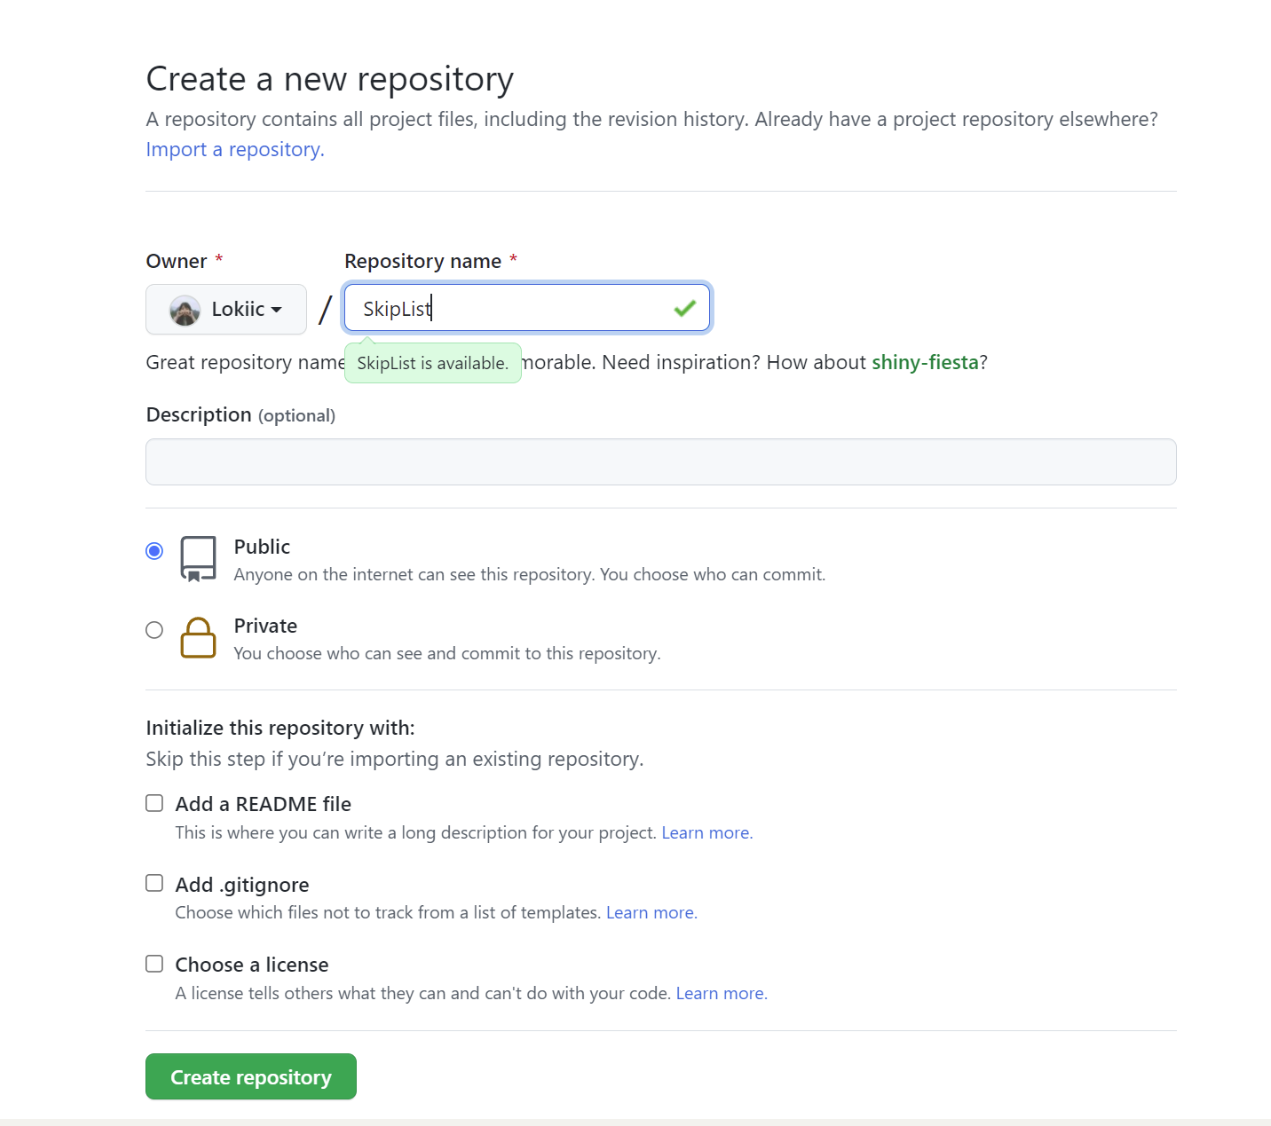 Create a new repository
A repository contains all project files, including the revision history. Already have a project repository elsewhere?
Import a repository.
Owner *
Repository name *
Lokiic
/
SkipList
Great repository name
SkipList is available.
morable. Need inspiration? How about shiny-fiesta?
Description (optional)
Public
Anyone on the internet can see this repository. You choose who can commit.
Private
You choose who can see and commit to this repository.
Initialize this repository with:
Skip this step if you’re importing an existing repository.
Add a README file
This is where you can write a long description for your project. Learn more.
Add .gitignore
Choose which files not to track from a list of templates. Learn more.
Choose a license
A license tells others what they can and can't do with your code. Learn more.
Create repository